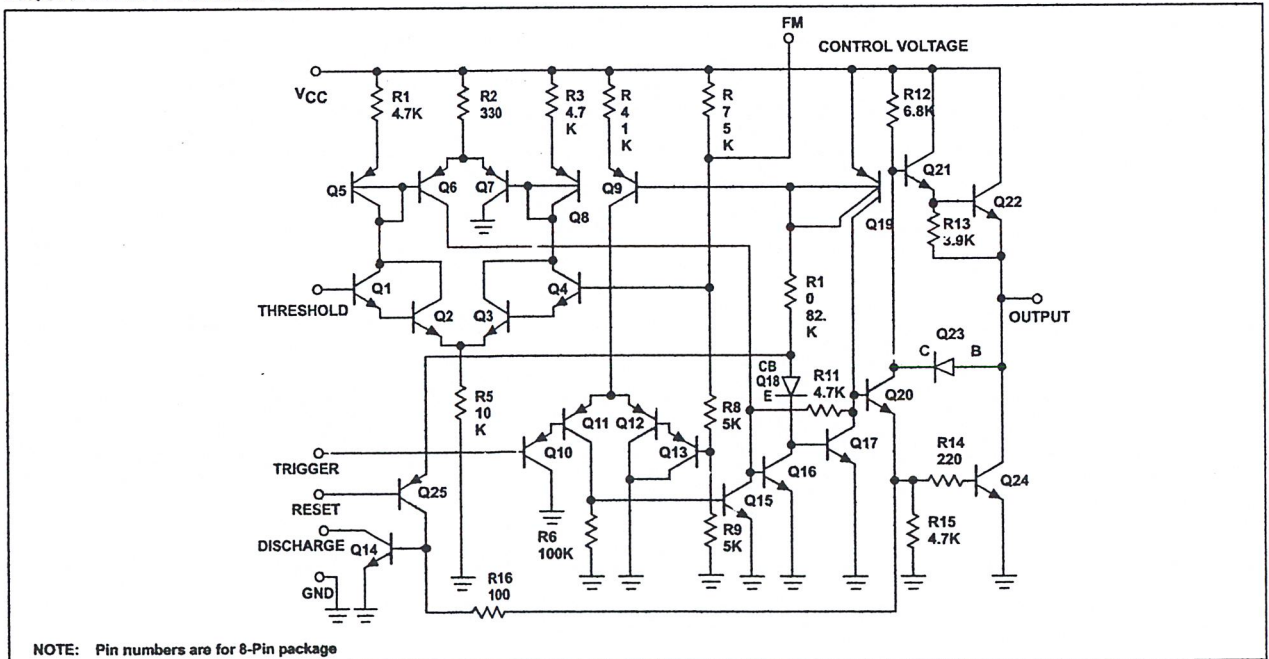 FM
CONTROL VOLTAGE
VCC
R1
4.7K
R2
330
R3
4.7
K
R
4
1
K
R
7
5
K
R12
6.8K
Q5
Q6
Q7
Q8
Q9
Q19
Q21
Q22
R13
3.9K
THRESHOLD
Q1
Q2
Q3
Q4
R1
0
82.
K
OUTPUT
Q23
C
B
CB
Q18
E
R11
4.7K
Q20
R5
10
K
Q11
Q12
R8
5K
Q10
Q13
Q17
TRIGGER
Q16
R14
220
Q24
Q25
RESET
Q15
DISCHARGE
Q14
R6
100K
R9
5K
R15
4.7K
GND
R16
100
NOTE: Pin numbers are for 8-Pin package